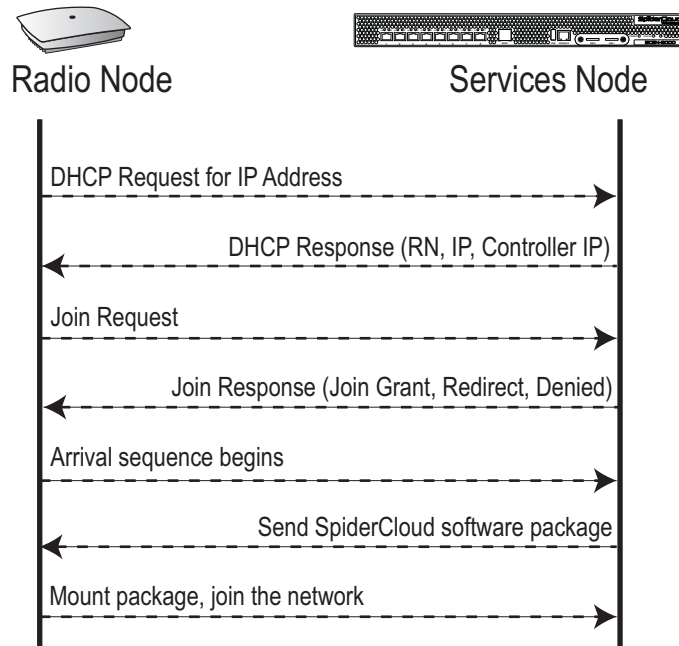 SpiderCloud
Radio Node
Services Node
DHCP Request for IP Address
DHCP Response (RN, IP, Controller IP)
Join Request
Join Response (Join Grant, Redirect, Denied)
Arrival sequence begins
Send SpiderCloud software package
Mount package, join the network